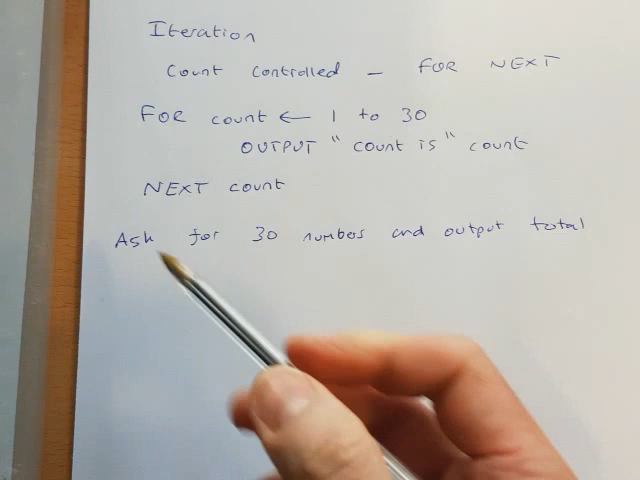 Iteration
Count Controlled - FOR NEXT
FOR count ← 1 to 30
OUTPUT "count is" count
NEXT count
Ask for 30 numbers and output total